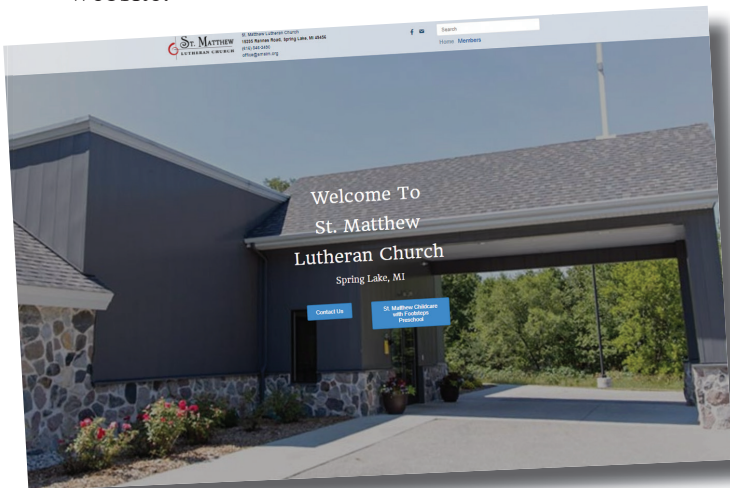 St. Matthew
LUTHERAN CHURCH
St. Matthew Lutheran Church
Spring Lake, MI 49456
Search
Home Members
Welcome To
St. Matthew
Lutheran Church
Spring Lake, MI
Contact Us
St. Matthew Childcare
with Footsteps
Preschool